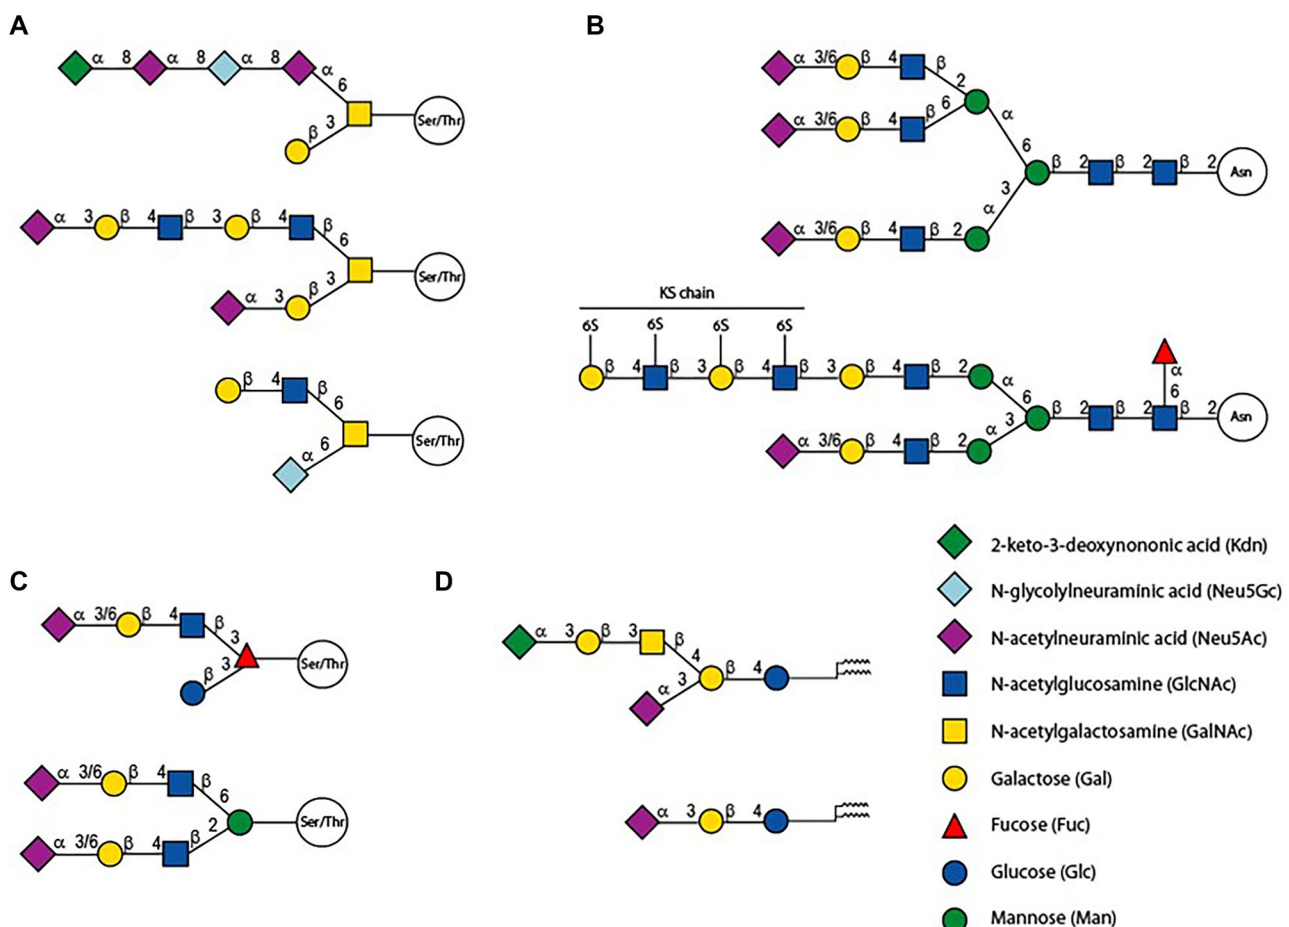 A
α 8 α 8 α 8 α
6
β 3
Ser/Thr
α 3 β 4 β 3 β 4 β
6
α 3 β 3
Ser/Thr
β 4 β
6
α 6
Ser/Thr
B
α 3/6 β 4 β
2
α 3/6 β 4 β 6
α
6
β 2 β 2 β 2
Asn
3
α
α 3/6 β 4 β 2
KS chain
6S 6S 6S 6S
β 4 β 3 β 4 β 3 β 4 β 2 α
6
β 2 β 2 β 2
α
6
Asn
α 3
α 3/6 β 4 β 2
C
α 3/6 β 4 β
3
β 3
Ser/Thr
α 3/6 β 4 β
6
Ser/Thr
2
α 3/6 β 4 β
D
α 3 β 3 β
4
α 3
β 4
α 3 β 4
2-keto-3-deoxynononic acid (Kdn)
N-glycolylneuraminic acid (Neu5Gc)
N-acetylneuraminic acid (Neu5Ac)
N-acetylglucosamine (GlcNAc)
N-acetylgalactosamine (GalNAc)
Galactose (Gal)
Fucose (Fuc)
Glucose (Glc)
Mannose (Man)